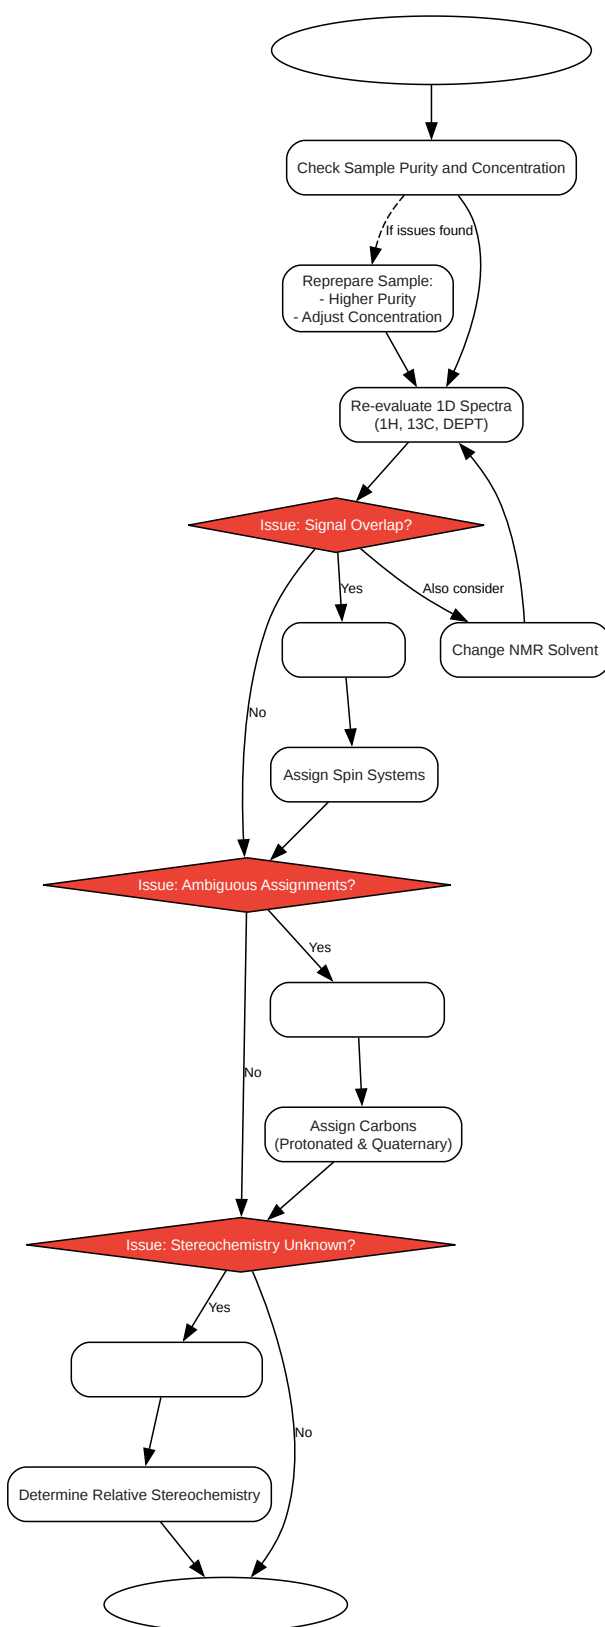 Check Sample Purity and Concentration
If issues found
Reprepare Sample:
- Higher Purity
- Adjust Concentration
Re-evaluate 1D Spectra
(1H, 13C, DEPT)
Issue: Signal Overlap?
Yes
Also consider
Change NMR Solvent
No
Assign Spin Systems
Issue: Ambiguous Assignments?
Yes
No
Assign Carbons
(Protonated & Quaternary)
Issue: Stereochemistry Unknown?
Yes
No
Determine Relative Stereochemistry